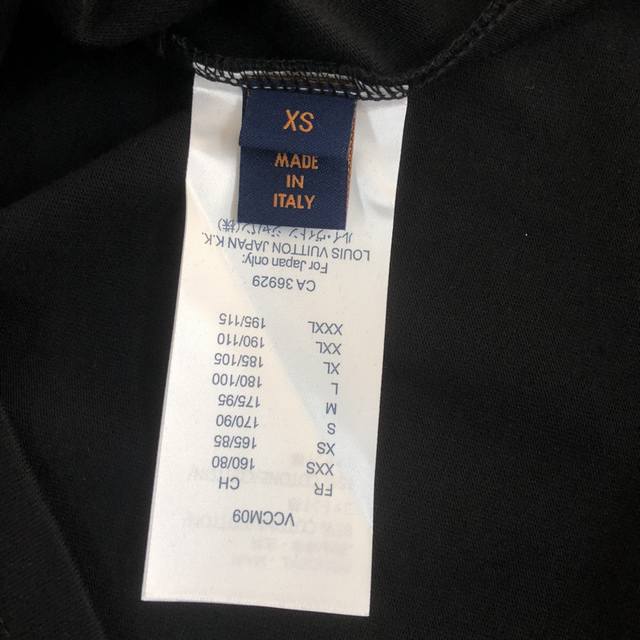 XS
MADE
IN
ITALY
VCCM09
FR CH
XXS 160/80
XS 165/85
S 170/90
M 175/95
L 180/100
XL 185/105
XXL 190/110
XXXL 195/115
CA 36929
For Japan only:
LOUIS VUITTON JAPAN K.K.
ルイ・ヴィトン ジャパン(株)